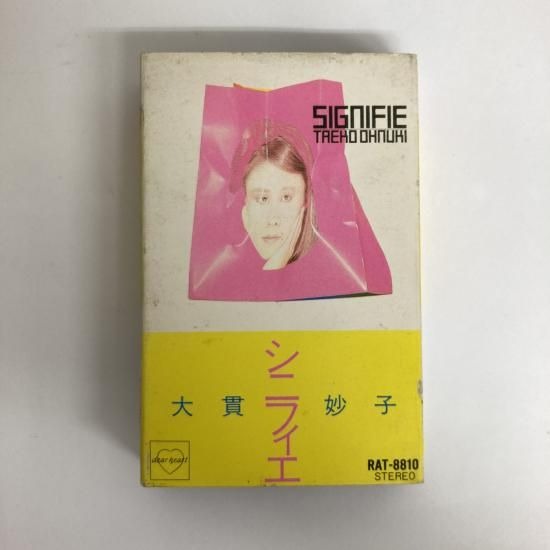 SIGNIFIE
TAEKO OHNUKI
シニフィエ
大貫妙子
dear heart
RAT-8810
STEREO